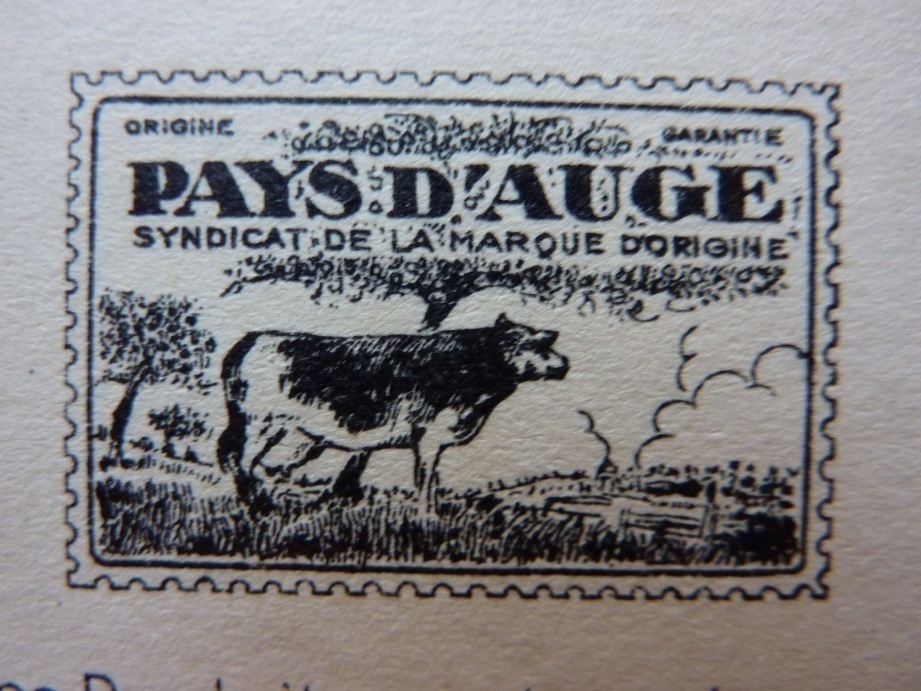 ORIGINE GARANTIE
PAYS D'AUGE
SYNDICAT DE LA MARQUE D'ORIGINE